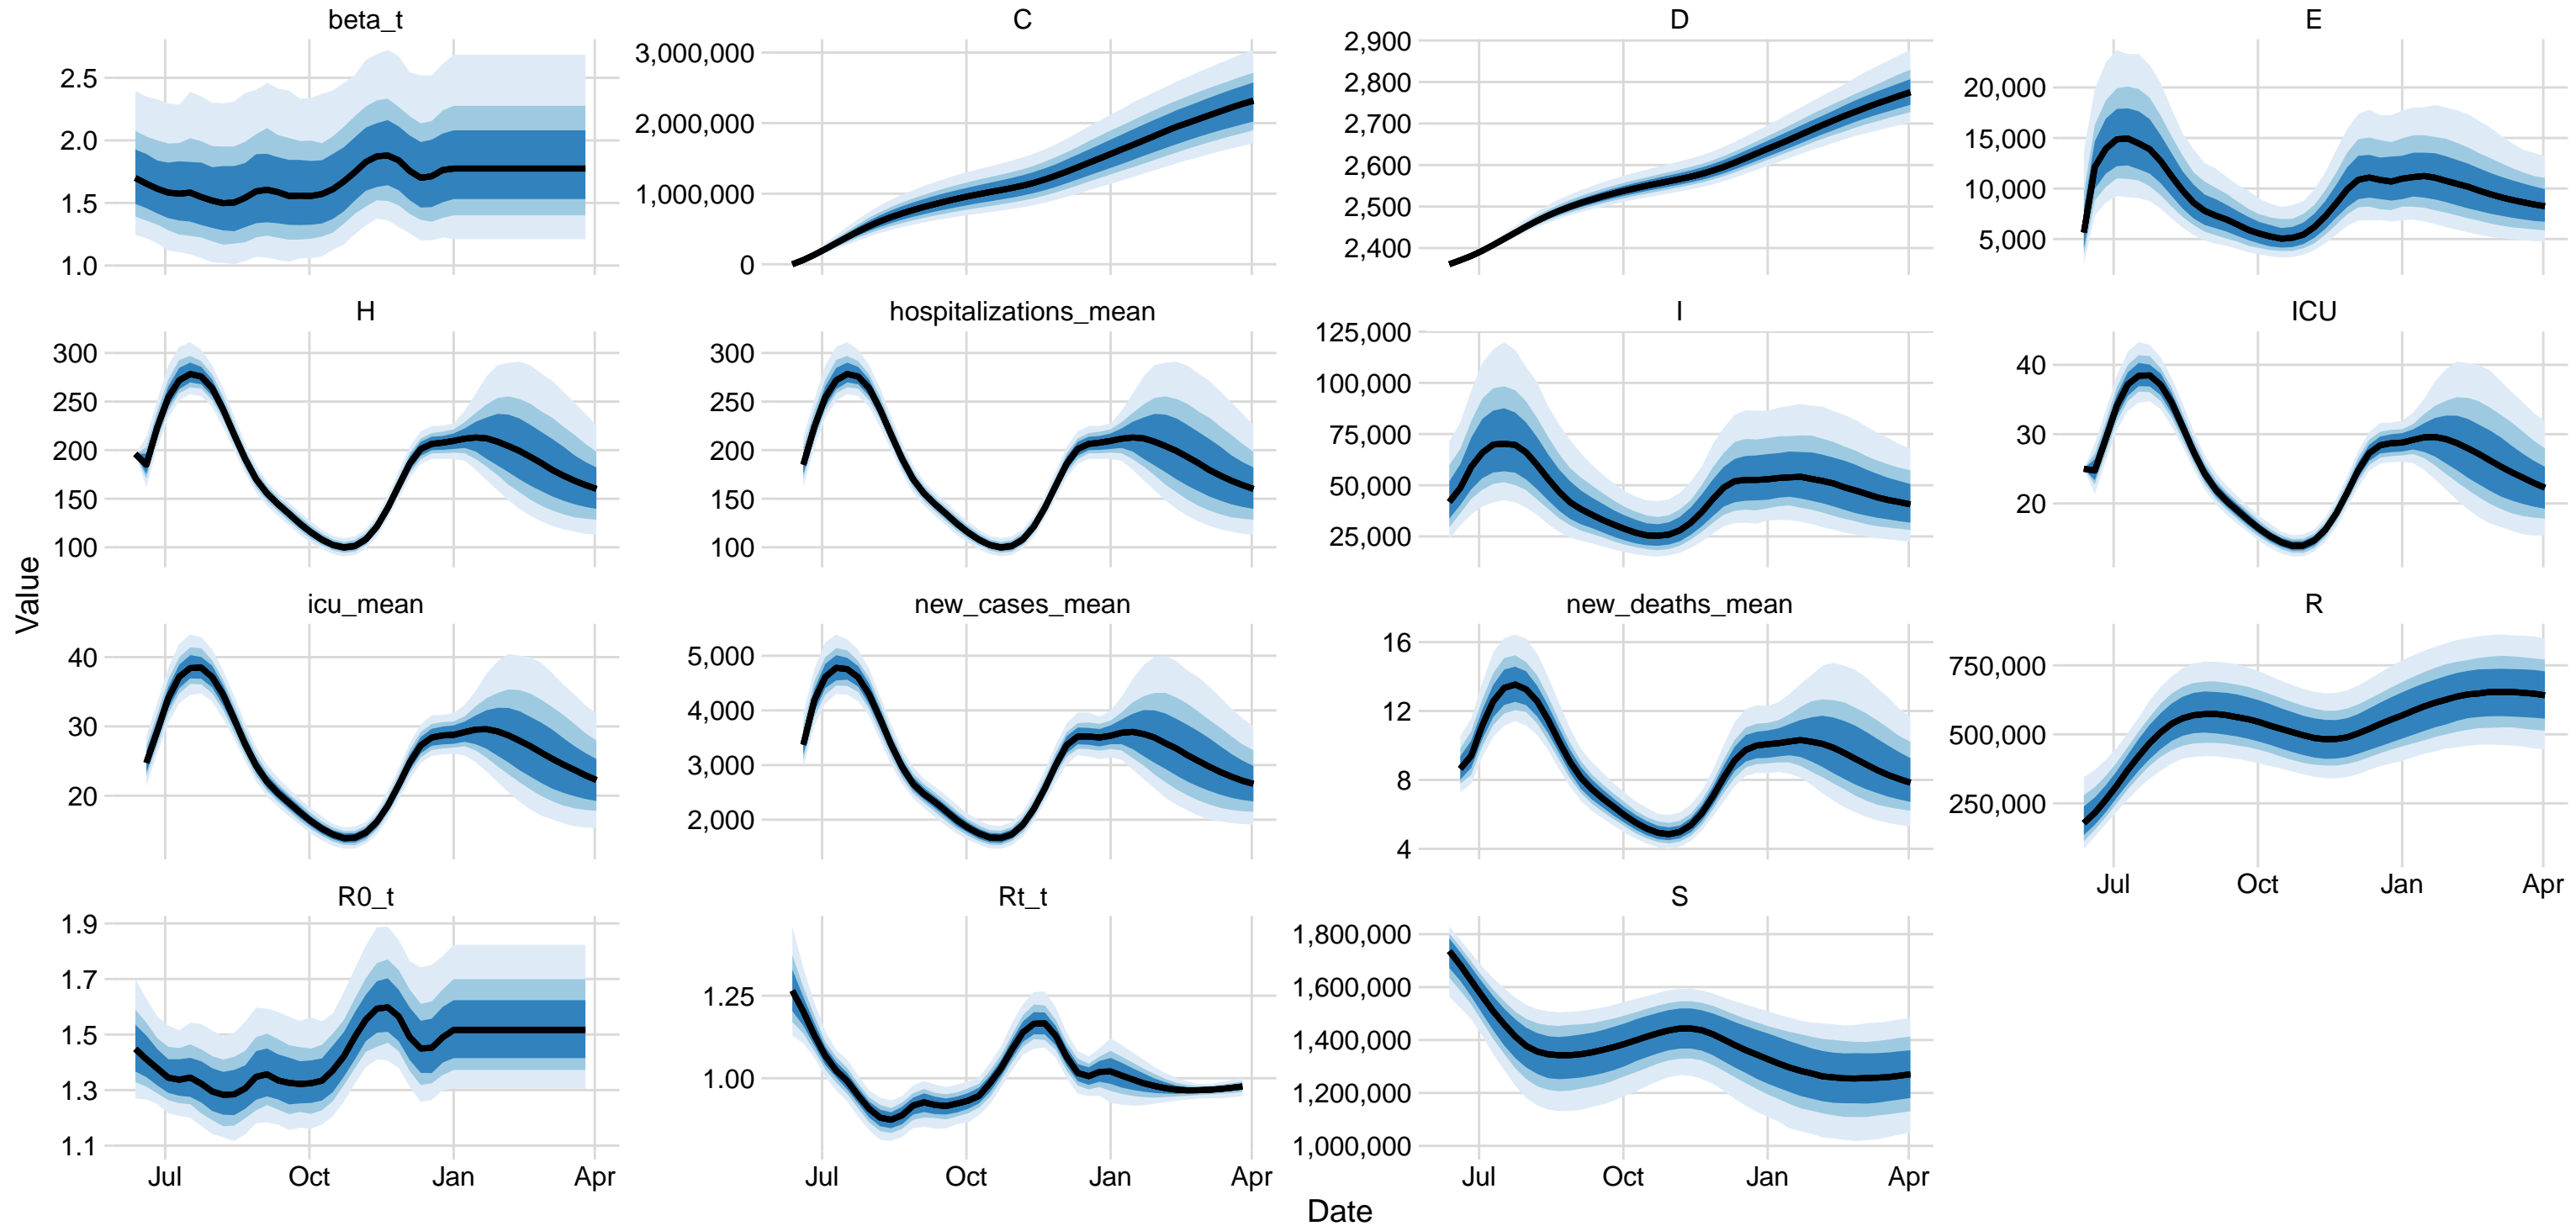 beta_t
C
D
E
2.5
2.0
1.5
1.0
3,000,000
2,000,000
1,000,000
0
2,900
2,800
2,700
2,600
2,500
2,400
20,000
15,000
10,000
5,000
H
hospitalizations_mean
I
ICU
300
250
200
150
100
300
250
200
150
100
125,000
100,000
75,000
50,000
25,000
40
30
20
icu_mean
new_cases_mean
new_deaths_mean
R
40
30
20
5,000
4,000
3,000
2,000
16
12
8
4
750,000
500,000
250,000
Jul Oct Jan Apr
R0_t
Rt_t
S
1.9
1.7
1.5
1.3
1.1
1.25
1.00
1,800,000
1,600,000
1,400,000
1,200,000
1,000,000
Jul Oct Jan Apr
Jul Oct Jan Apr
Jul Oct Jan Apr
Value
Date